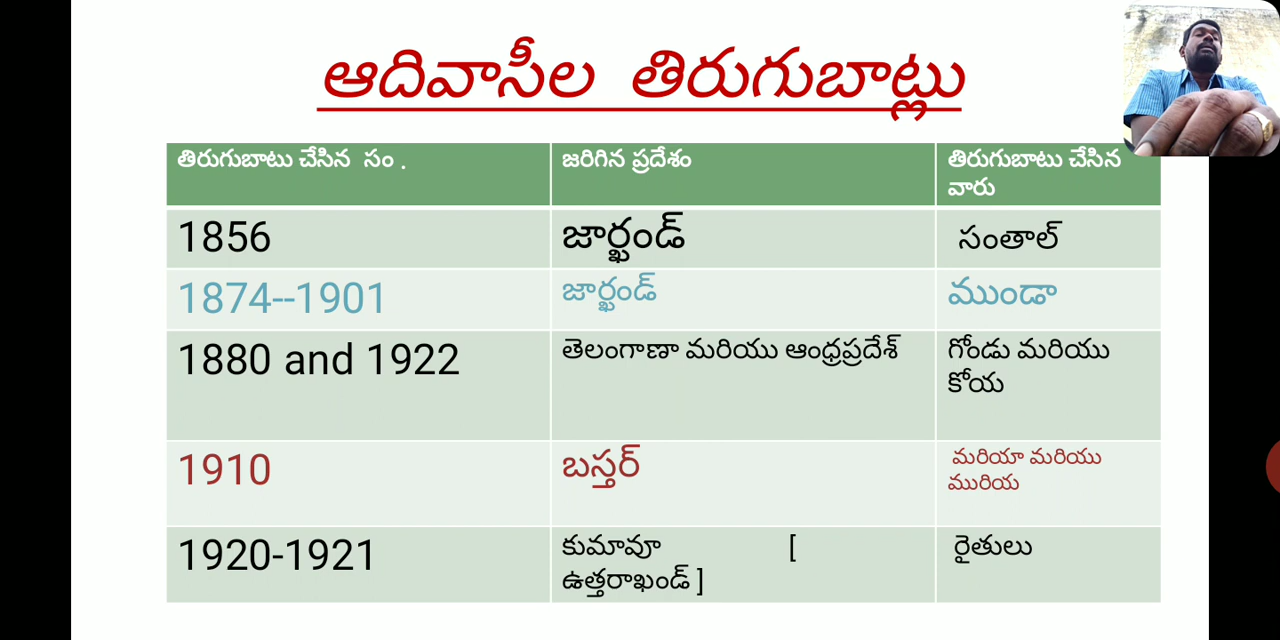 ఆదివాసీల తిరుగుబాట్లు
తిరుగుబాటు చేసిన సం .
జరిగిన ప్రదేశం
తిరుగుబాటు చేసిన
వారు
1856
జార్ఖండ్
సంతాల్
1874--1901
జార్ఖండ్
ముండా
1880 and 1922
తెలంగాణా మరియు ఆంధ్రప్రదేశ్
గోండు మరియు
కోయ
1910
బస్తర్
మరియా మరియు
మురియ
1920-1921
కుమావూ [
ఉత్తరాఖండ్ ]
రైతులు